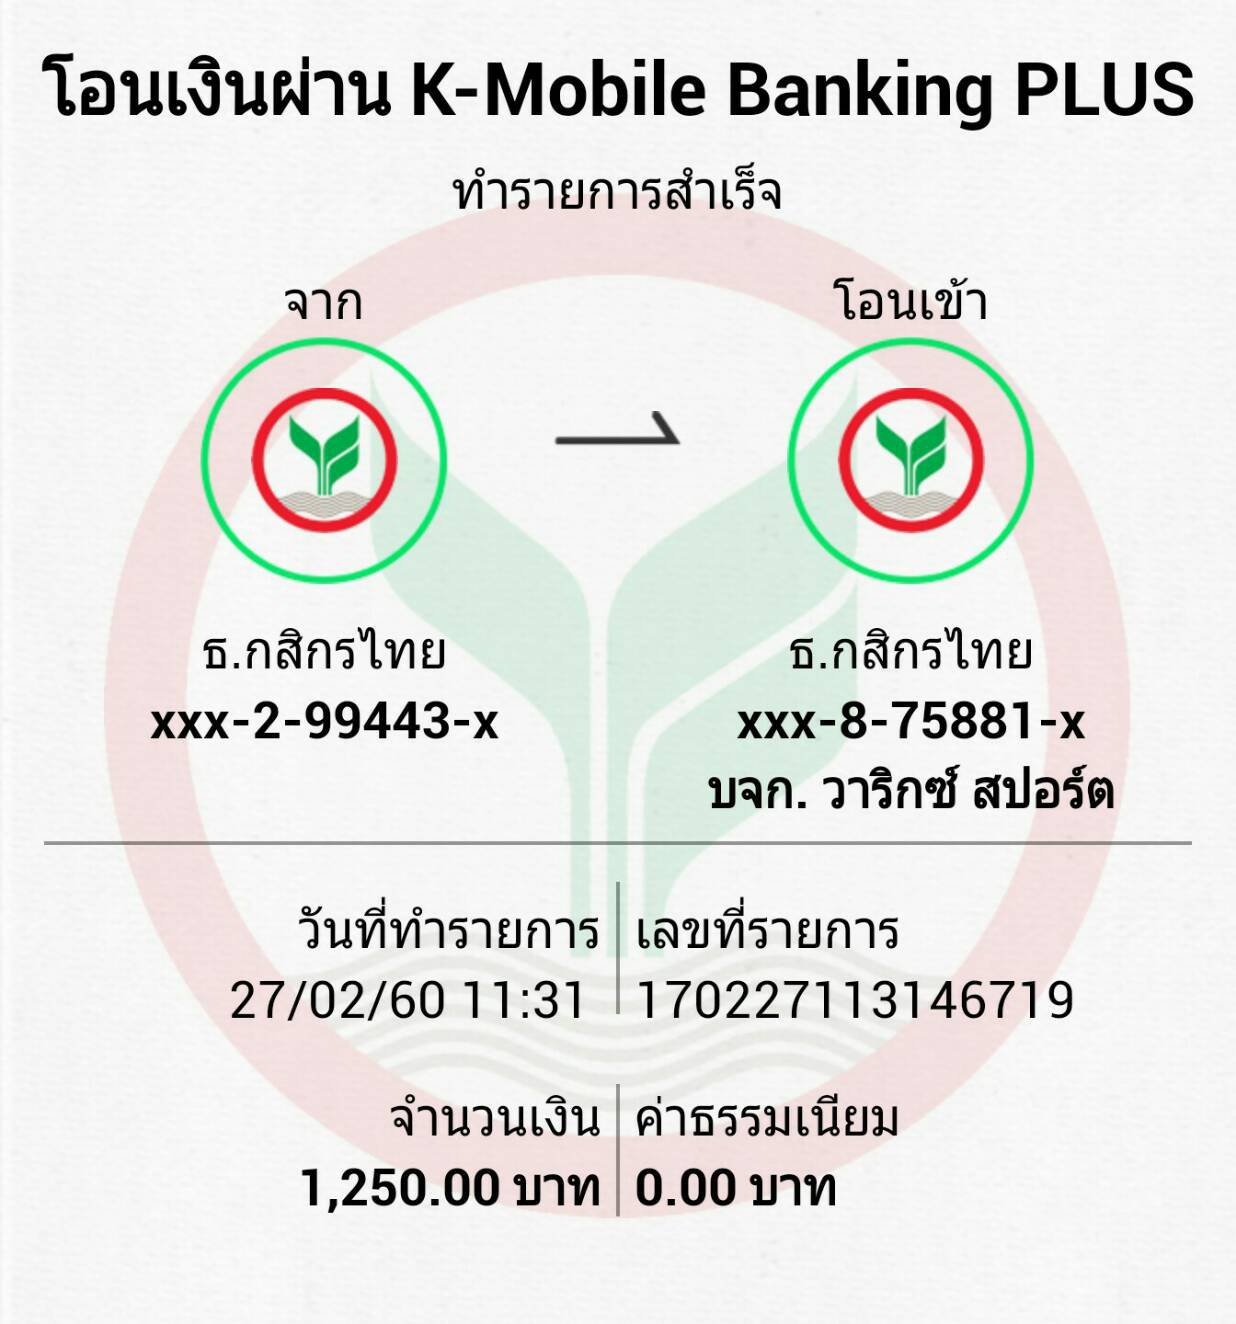 โอนเงินผ่าน K-Mobile Banking PLUS
ทำรายการสำเร็จ
จาก
โอนเข้า
ธ.กสิกรไทย
xxx-2-99443-x
ธ.กสิกรไทย
xxx-8-75881-x
บจก. วาริกซ์ สปอร์ต
วันที่ทำรายการ
27/02/60 11:31
เลขที่รายการ
170227113146719
จำนวนเงิน
1,250.00 บาท
ค่าธรรมเนียม
0.00 บาท